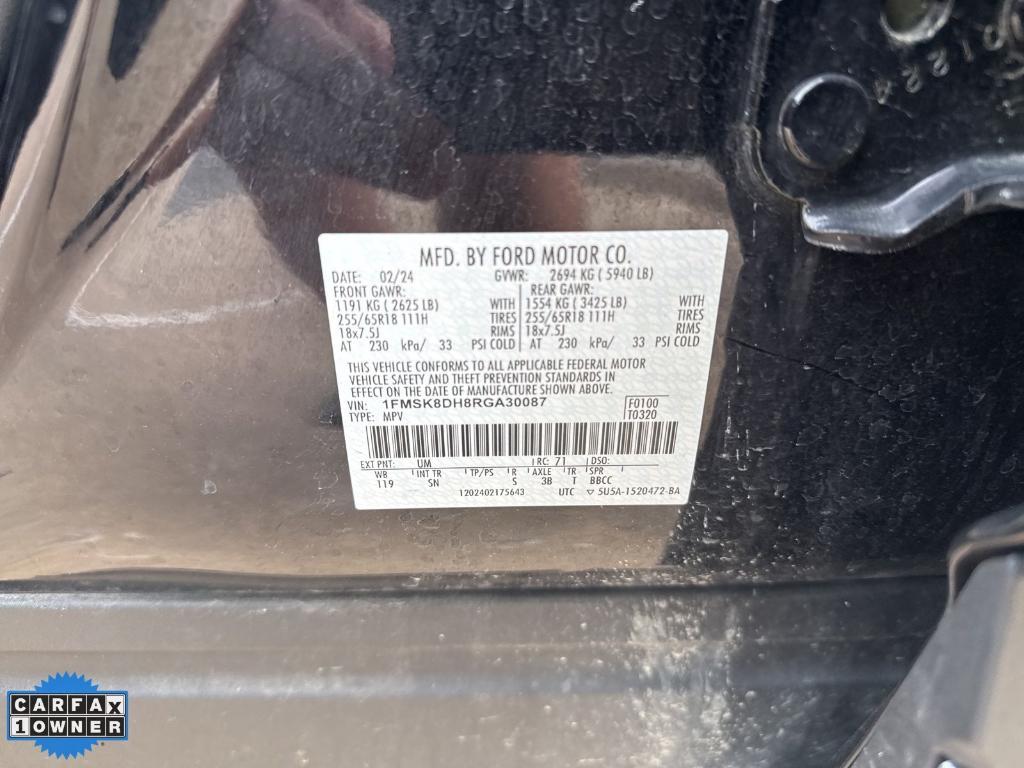 MFD. BY FORD MOTOR CO.
DATE: 02/24 GVWR: 2694 KG ( 5940 LB)
FRONT GAWR: REAR GAWR:
1191 KG ( 2625 LB) WITH 1554 KG ( 3425 LB) WITH
255/65R18 111H TIRES 255/65R18 111H TIRES
18x7.5J RIMS 18x7.5J RIMS
AT 230 kPa/ 33 PSI COLD AT 230 kPa/ 33 PSI COLD
THIS VEHICLE CONFORMS TO ALL APPLICABLE FEDERAL MOTOR
VEHICLE SAFETY AND THEFT PREVENTION STANDARDS IN
EFFECT ON THE DATE OF MANUFACTURE SHOWN ABOVE.
VIN: 1FMSK8DH8RGA30087 F0100
TYPE: MPV T0320
EXT PNT: UM RC: 71 DSO:
WB INT TR TP/PS R AXLE TR SPR
119 SN S 3B T BBCC
1202402175643 UTC ▽ 5U5A-1520472-BA
CARFAX
1 OWNER